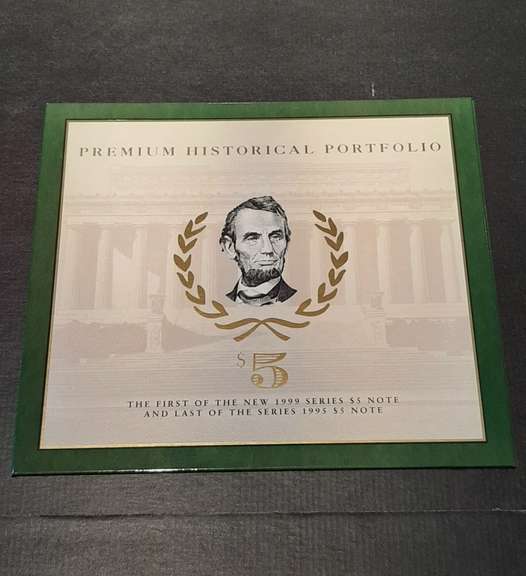 PREMIUM HISTORICAL PORTFOLIO
$5
THE FIRST OF THE NEW 1999 SERIES $5 NOTE
AND LAST OF THE SERIES 1995 $5 NOTE